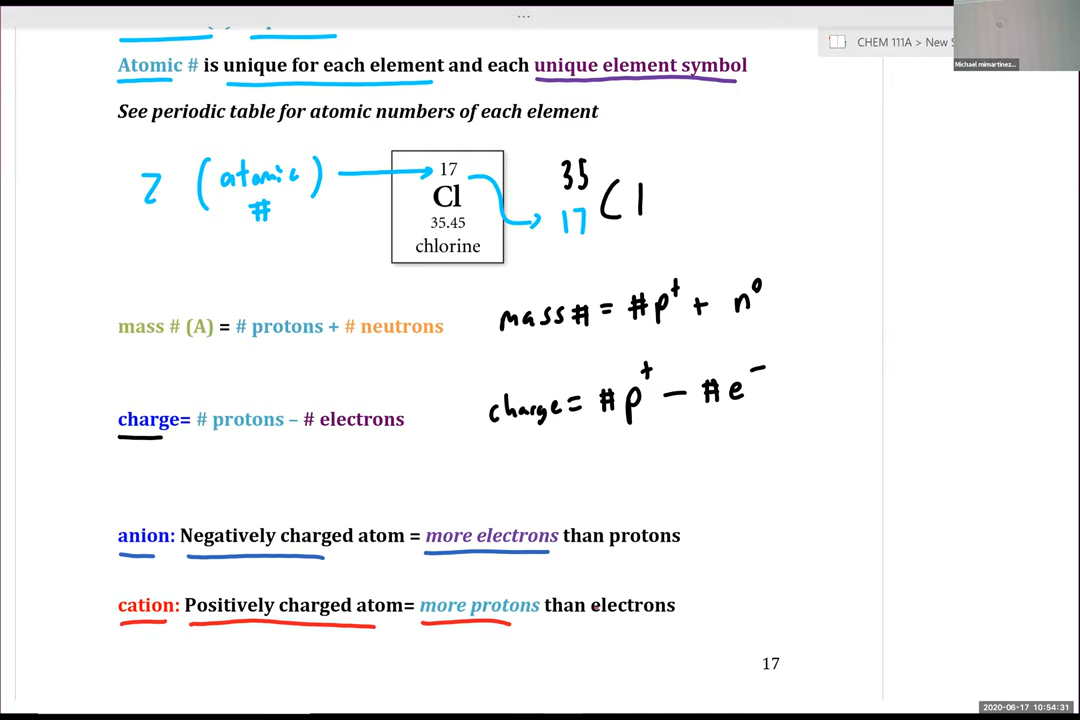 ...
CHEM 111A > New S
Michael mimartinez...
Atomic # is unique for each element and each unique element symbol
See periodic table for atomic numbers of each element
Z (atomic #)
17
Cl
35.45
chlorine
35
17 Cl
mass # = #p⁺ + n⁰
mass # (A) = # protons + # neutrons
charge = #p⁺ − #e⁻
charge= # protons – # electrons
anion: Negatively charged atom = more electrons than protons
cation: Positively charged atom= more protons than electrons
17
2020-06-17 10:54:31